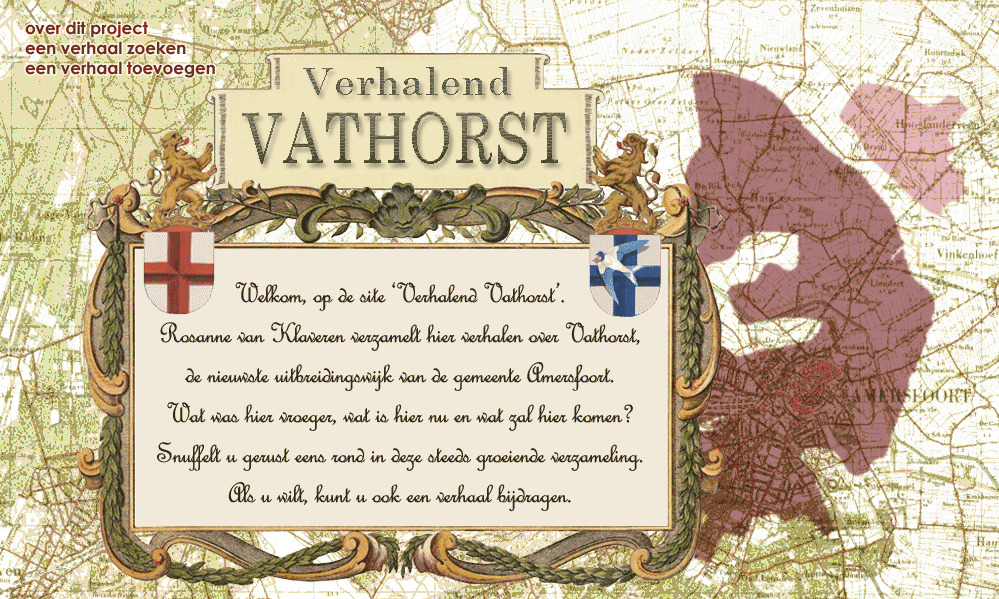 over dit project
een verhaal zoeken
een verhaal toevoegen
Verhalend
VATHORST
Welkom, op de site ‘Verhalend Vathorst’.
Rosanne van Klaveren verzamelt hier verhalen over Vathorst,
de nieuwste uitbreidingswijk van de gemeente Amersfoort.
Wat was hier vroeger, wat is hier nu en wat zal hier komen?
Snuffelt u gerust eens rond in deze steeds groeiende verzameling.
Als u wilt, kunt u ook een verhaal bijdragen.
Zevenhuizen
Nieuwland
Hooglanderveen
Vinkenhoef
AMERSFOORT